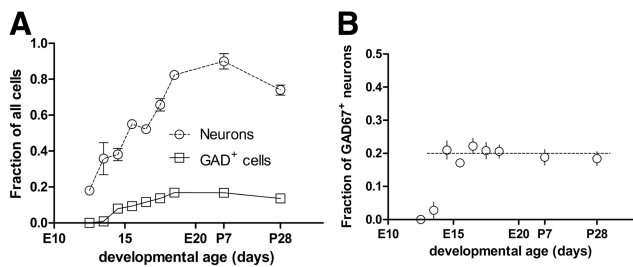 A
Fraction of all cells
1.0
0.8
0.6
0.4
0.2
0.0
Neurons
GAD+ cells
E10
15
E20
P7
P28
developmental age (days)
B
Fraction of GAD67+ neurons
0.5
0.4
0.3
0.2
0.1
0.0
E10
E15
E20
P7
P28
developmental age (days)